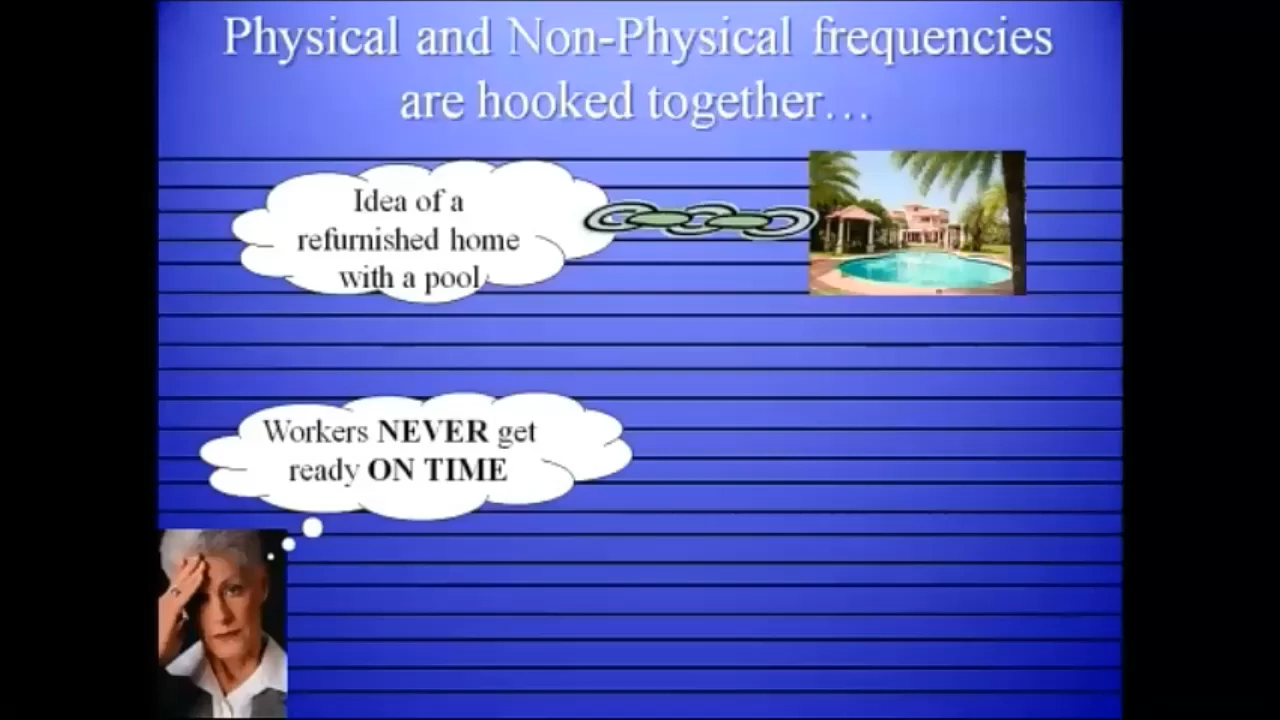 Physical and Non-Physical frequencies
are hooked together...
Idea of a
refurnished home
with a pool
Workers NEVER get
ready ON TIME